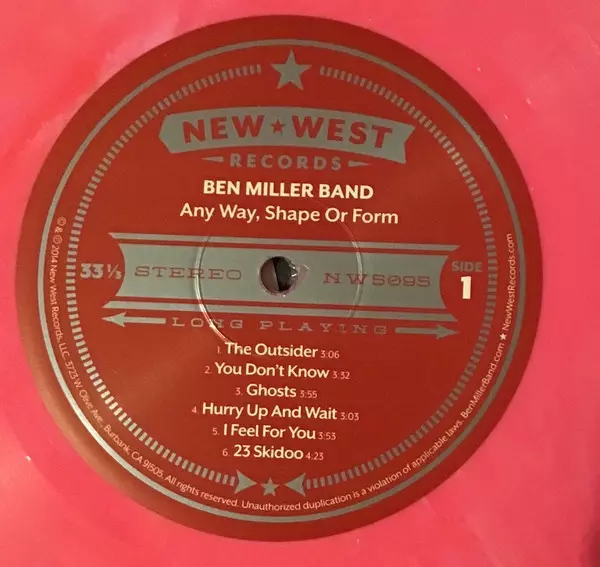 NEW★WEST
RECORDS
BEN MILLER BAND
Any Way, Shape Or Form
33 ⅓ STEREO NW5095 SIDE 1
LONG PLAYING
1. The Outsider 3:06
2. You Don't Know 3:32
3. Ghosts 3:55
4. Hurry Up And Wait 3:03
5. I Feel For You 3:53
6. 23 Skidoo 4:23
© & ℗ 2014 New West Records, LLC. 3723 W. Olive Ave., Burbank, CA 91505. All rights reserved. Unauthorized duplication is a violation of applicable laws. BenMillerBand.com ★ NewWestRecords.com